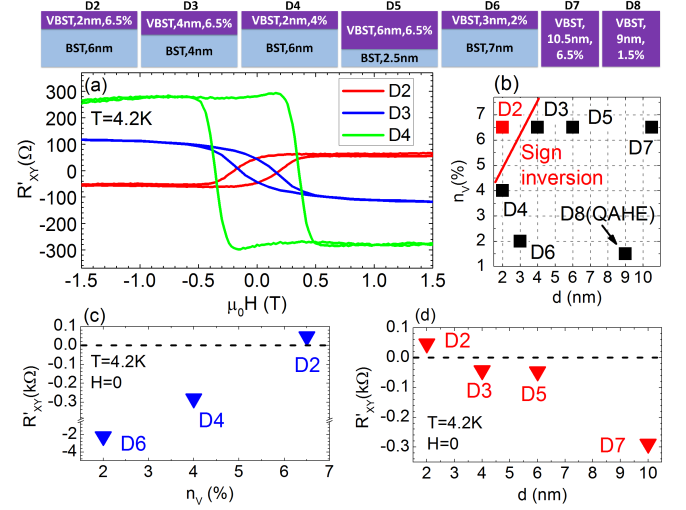 D2 D3 D4 D5 D6 D7 D8
VBST,2nm,6.5% VBST,4nm,6.5% VBST,2nm,4% VBST,6nm,6.5% VBST,3nm,2% VBST, 10.5nm, 6.5% VBST, 9nm, 1.5%
BST,6nm BST,4nm BST,6nm BST,2.5nm BST,7nm
(a)
T=4.2K
D2
D3
D4
300
200
100
0
-100
-200
-300
R'XY(Ω)
-1.5 -1.0 -0.5 0.0 0.5 1.0 1.5
μ0H (T)
(b)
7
6
5
4
3
2
1
nV(%)
D2 D3 D5 D7
Sign
inversion
D4
D8(QAHE)
D6
2 3 4 5 6 7 8 9 10
d (nm)
(c)
0.1
0.0
-0.1
-0.2
-0.3
-2
-4
R'XY(kΩ)
T=4.2K
H=0
D2
D4
D6
2 3 4 5 6 7
nV (%)
(d)
0.1
0.0
-0.1
-0.2
-0.3
R'XY(kΩ)
D2
D3 D5
T=4.2K
H=0
D7
2 3 4 5 6 7 8 9 10
d (nm)